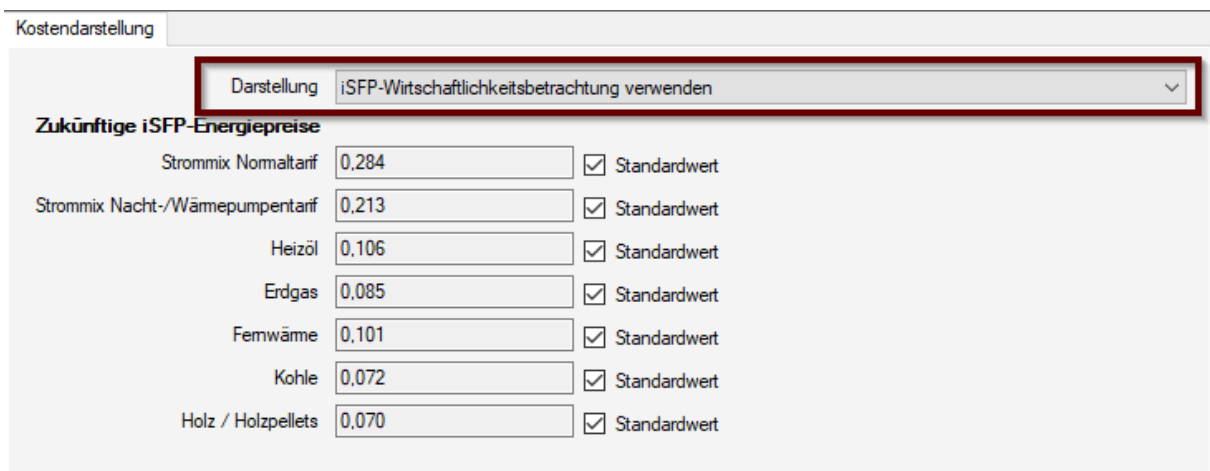 Kostendarstellung
Darstellung iSFP-Wirtschaftlichkeitsbetrachtung verwenden
Zukünftige iSFP-Energiepreise
Strommix Normaltarif 0,284 Standardwert
Strommix Nacht-/Wärmepumpentarif 0,213 Standardwert
Heizöl 0,106 Standardwert
Erdgas 0,085 Standardwert
Fernwärme 0,101 Standardwert
Kohle 0,072 Standardwert
Holz / Holzpellets 0,070 Standardwert